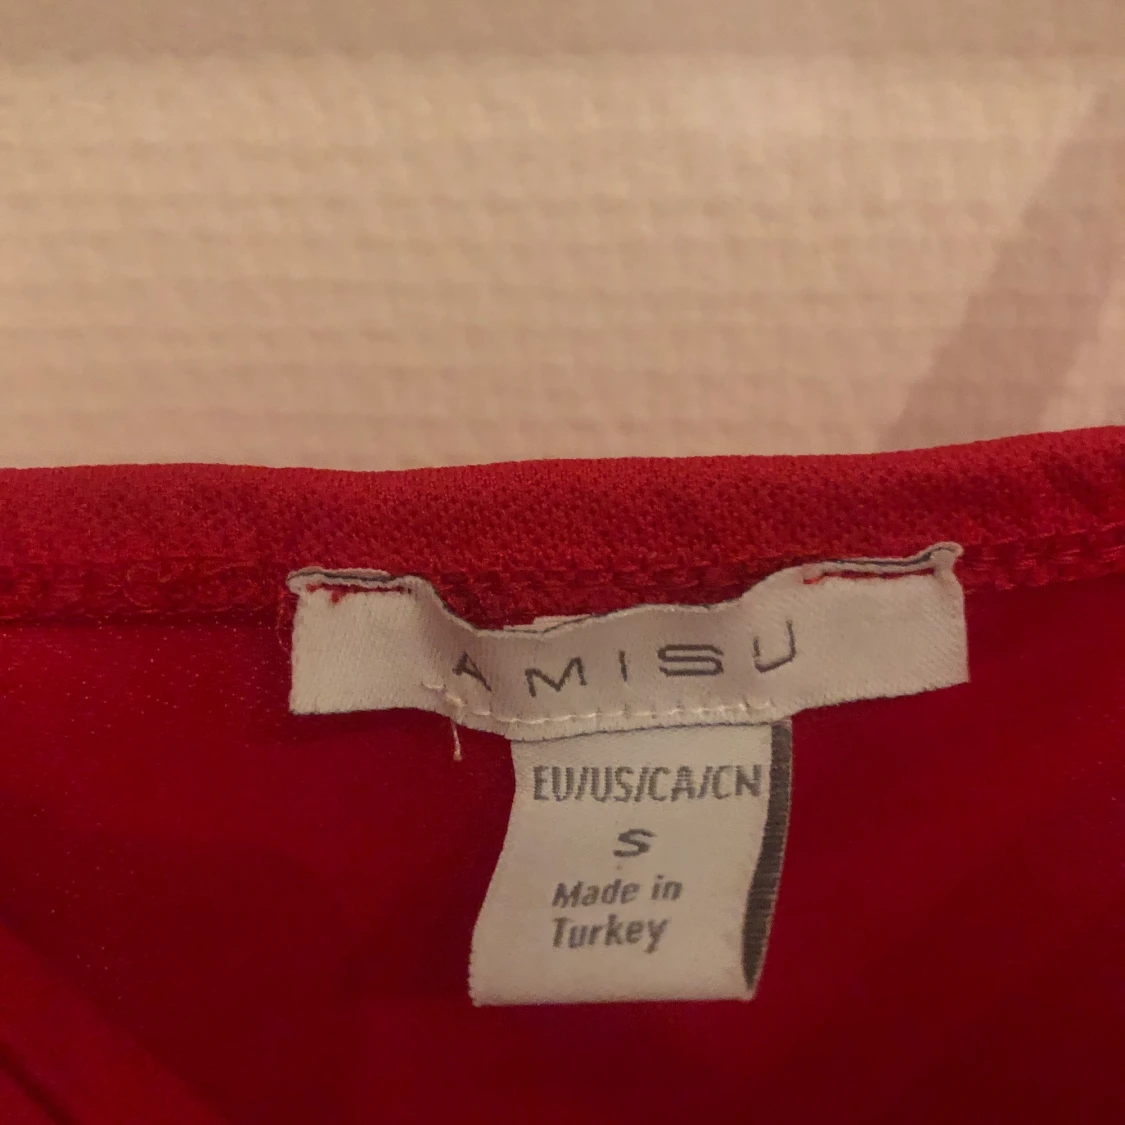 AMISU
EU/US/CA/CN
S
Made in
Turkey